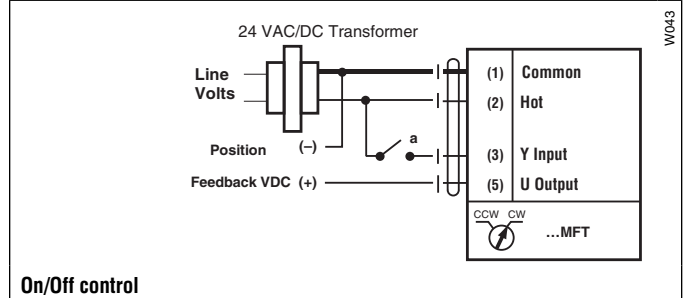 24 VAC/DC Transformer
W043
Line
Volts
(1) Common
(2) Hot
a
Position (–)
(3) Y Input
Feedback VDC (+)
(5) U Output
CCW CW
...MFT
On/Off control